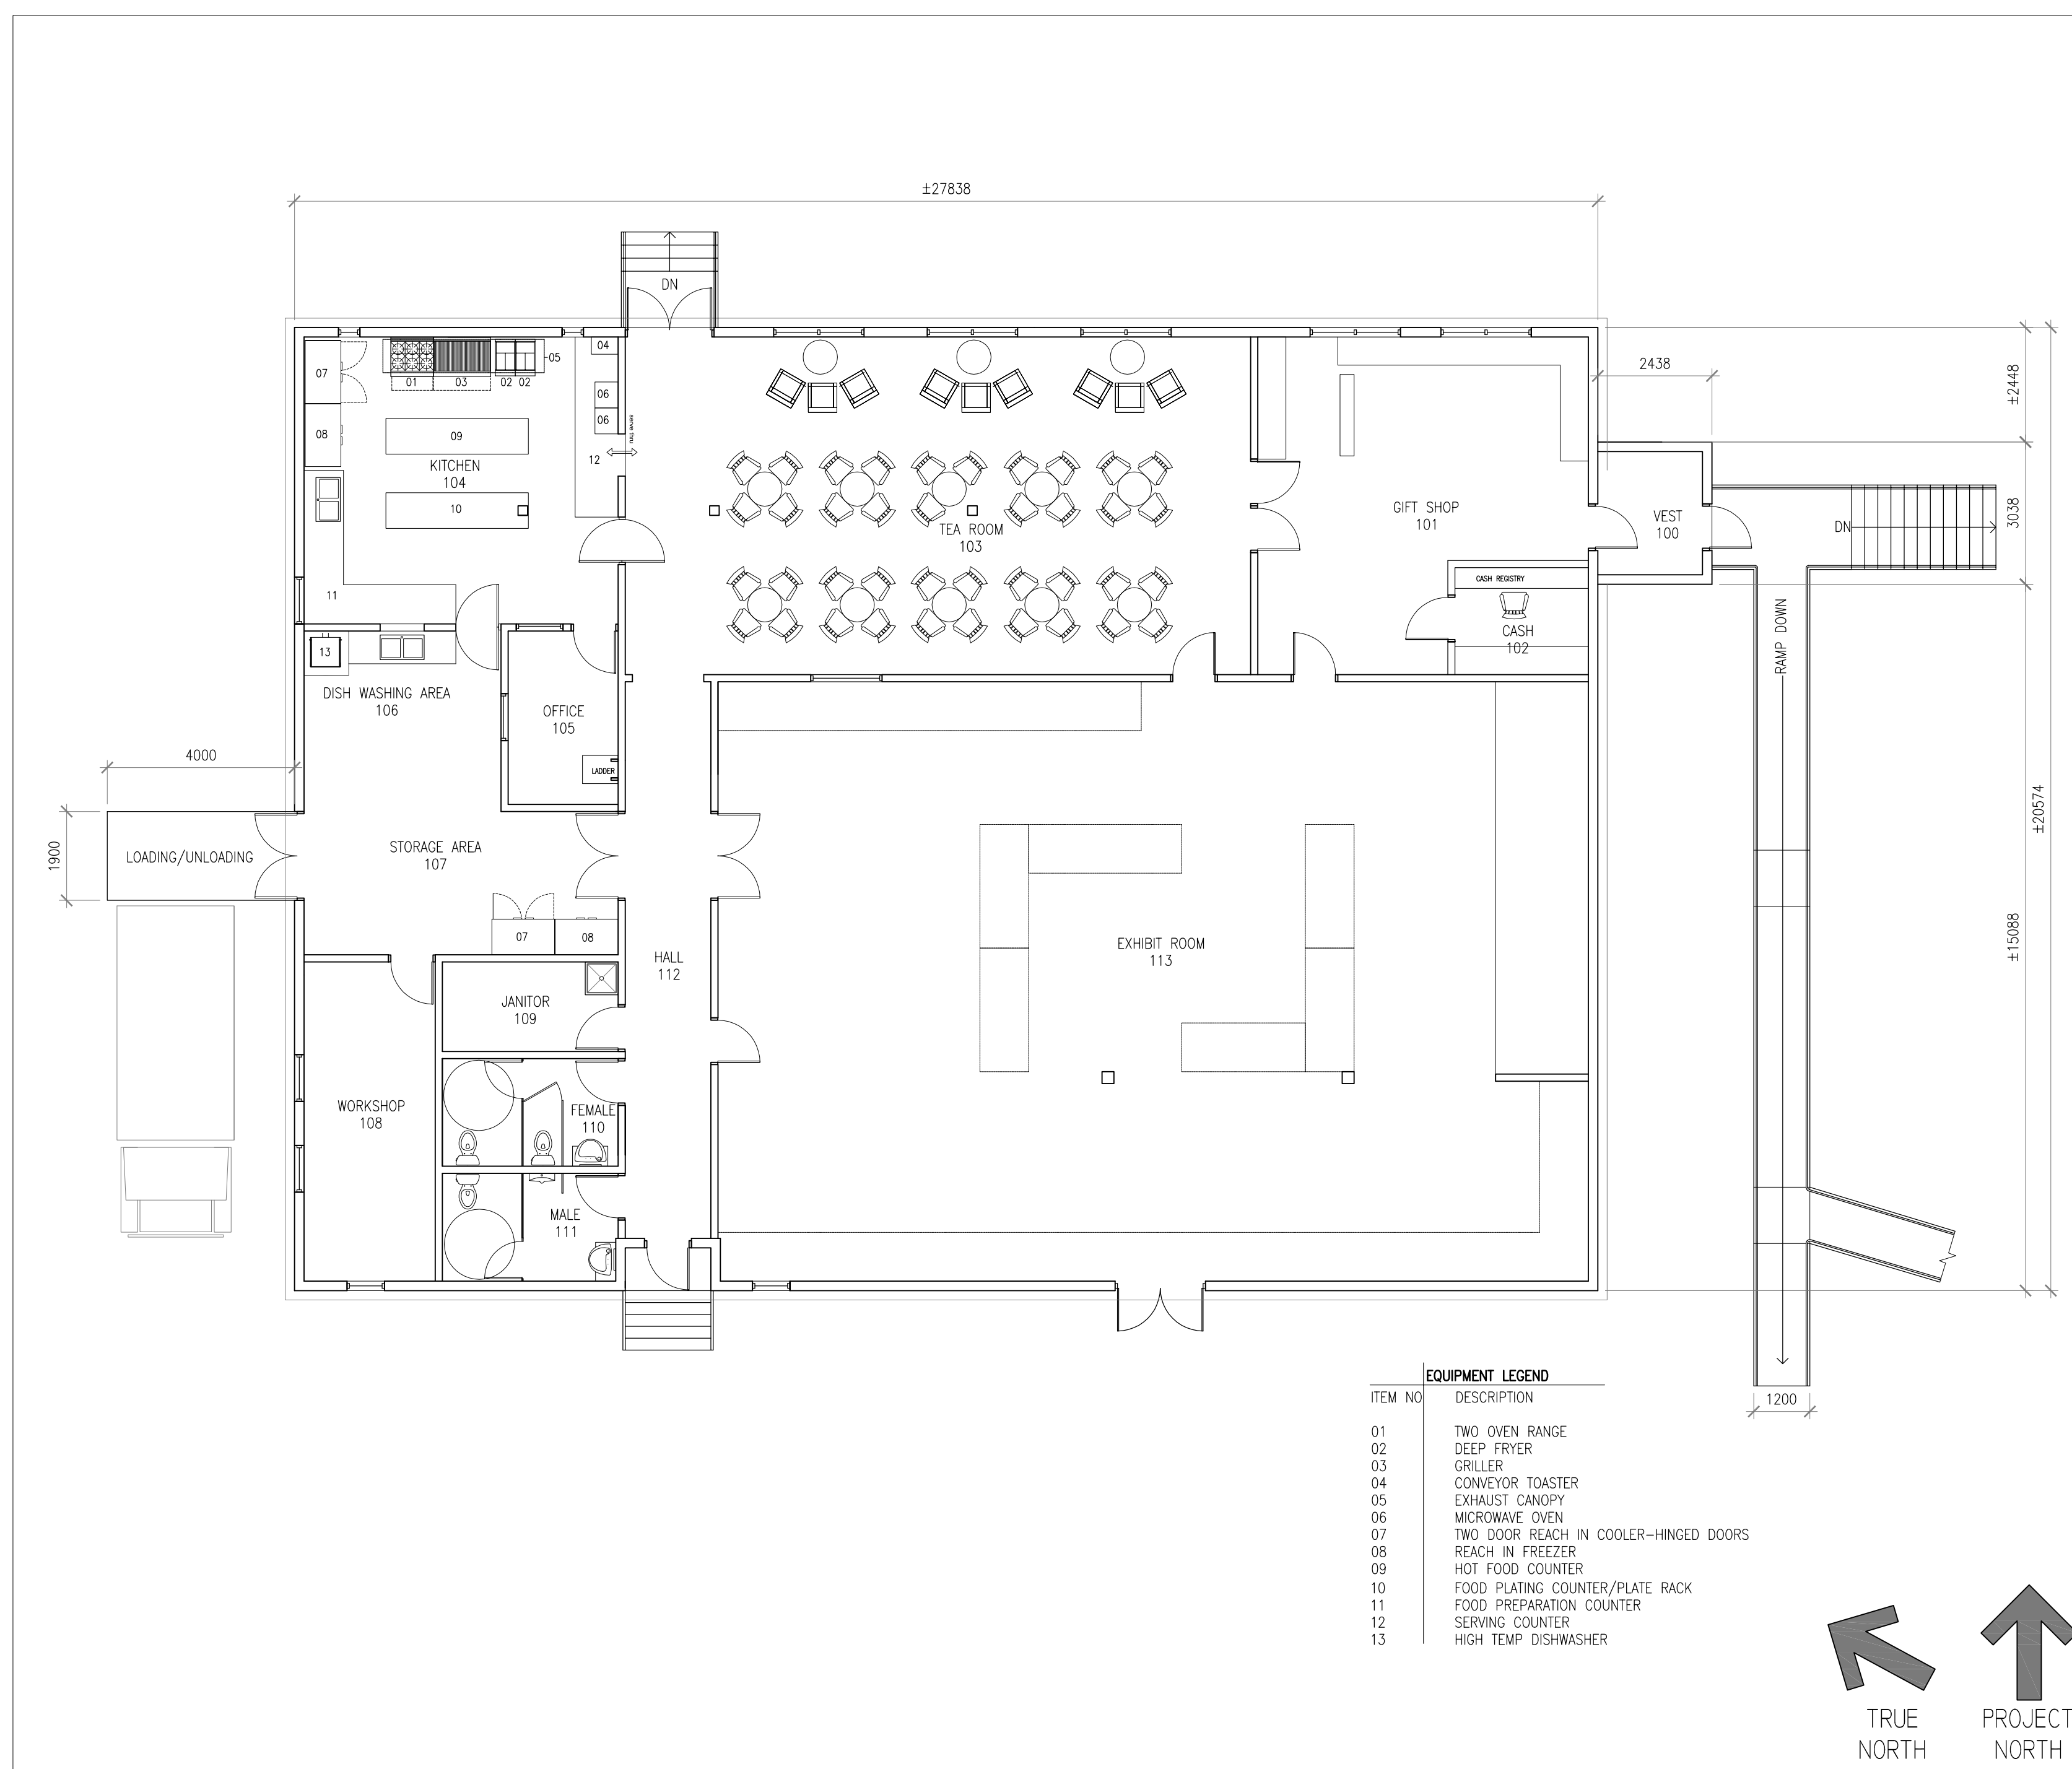 ±27838
DN
04
05
07
01
03
02
02
06
06
08
09
serve thru
12
KITCHEN
104
10
11
TEA ROOM
103
GIFT SHOP
101
2438
±2448
VEST
100
DN
3038
CASH REGISTRY
CASH
102
RAMP DOWN
13
DISH WASHING AREA
106
OFFICE
105
LADDER
4000
1900
LOADING/UNLOADING
STORAGE AREA
107
±20574
07
08
HALL
112
EXHIBIT ROOM
113
±15088
JANITOR
109
WORKSHOP
108
FEMALE
110
MALE
111
1200
EQUIPMENT LEGEND
ITEM NO DESCRIPTION
01 TWO OVEN RANGE
02 DEEP FRYER
03 GRILLER
04 CONVEYOR TOASTER
05 EXHAUST CANOPY
06 MICROWAVE OVEN
07 TWO DOOR REACH IN COOLER-HINGED DOORS
08 REACH IN FREEZER
09 HOT FOOD COUNTER
10 FOOD PLATING COUNTER/PLATE RACK
11 FOOD PREPARATION COUNTER
12 SERVING COUNTER
13 HIGH TEMP DISHWASHER
TRUE
NORTH
PROJECT
NORTH